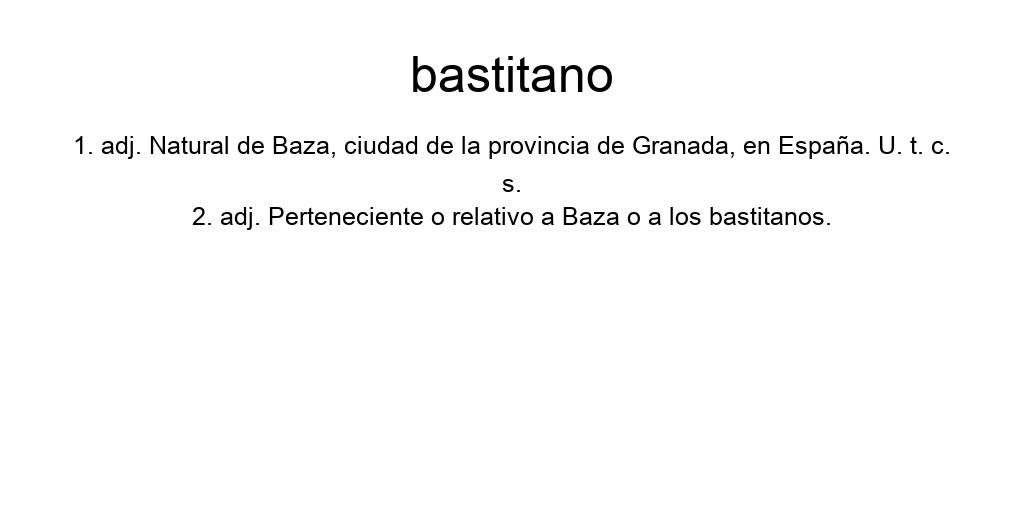 bastitano
1. adj. Natural de Baza, ciudad de la provincia de Granada, en España. U. t. c.
s.
2. adj. Perteneciente o relativo a Baza o a los bastitanos.